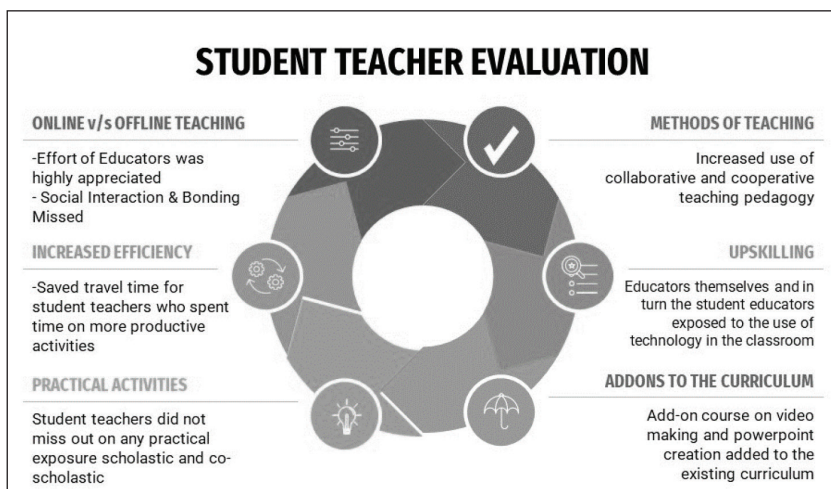 STUDENT TEACHER EVALUATION
ONLINE v/s OFFLINE TEACHING
-Effort of Educators was
highly appreciated
- Social Interaction & Bonding
Missed
INCREASED EFFICIENCY
-Saved travel time for
student teachers who spent
time on more productive
activities
PRACTICAL ACTIVITIES
Student teachers did not
miss out on any practical
exposure scholastic and co-
scholastic
METHODS OF TEACHING
Increased use of
collaborative and cooperative
teaching pedagogy
UPSKILLING
Educators themselves and in
turn the student educators
exposed to the use of
technology in the classroom
ADDONS TO THE CURRICULUM
Add-on course on video
making and powerpoint
creation added to the
existing curriculum